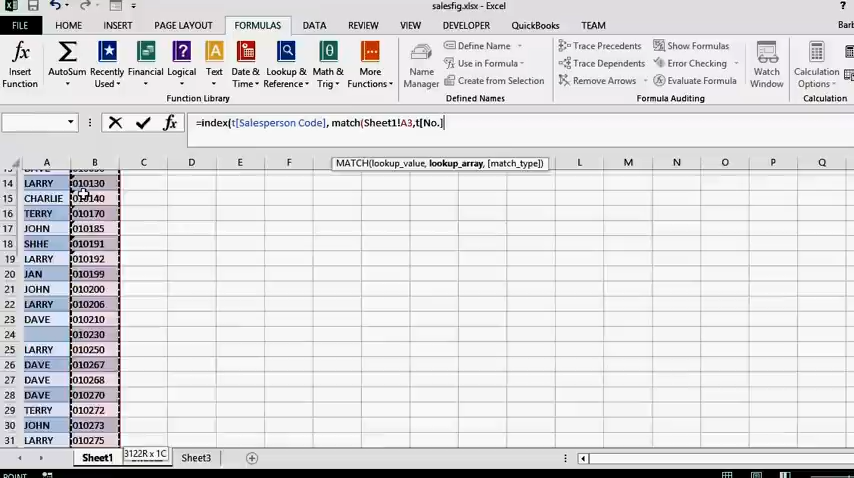 salesfig.xlsx - Excel
FILE HOME INSERT PAGE LAYOUT FORMULAS DATA REVIEW VIEW DEVELOPER QuickBooks TEAM Barb
fx Σ ? A θ
Insert Function AutoSum Recently Used Financial Logical Text Date & Time Lookup & Reference Math & Trig More Functions Name Manager Define Name Use in Formula Create from Selection Trace Precedents Trace Dependents Remove Arrows Show Formulas Error Checking Evaluate Formula Watch Window Calculation Options
Function Library Defined Names Formula Auditing Calculation
fx =index(t[Salesperson Code], match(Sheet1!A3,t[No.]
MATCH(lookup_value, lookup_array, [match_type])
A B C D E F L M N O P Q
14 LARRY 010130
15 CHARLIE 010140
16 TERRY 010170
17 JOHN 010185
18 SHHE 010191
19 LARRY 010192
20 JAN 010199
21 JOHN 010200
22 LARRY 010206
23 DAVE 010210
24 010230
25 LARRY 010250
26 DAVE 010267
27 DAVE 010268
28 DAVE 010270
29 TERRY 010272
30 JOHN 010273
31 LARRY 010275
Sheet1 3122R x 1C Sheet3
POINT